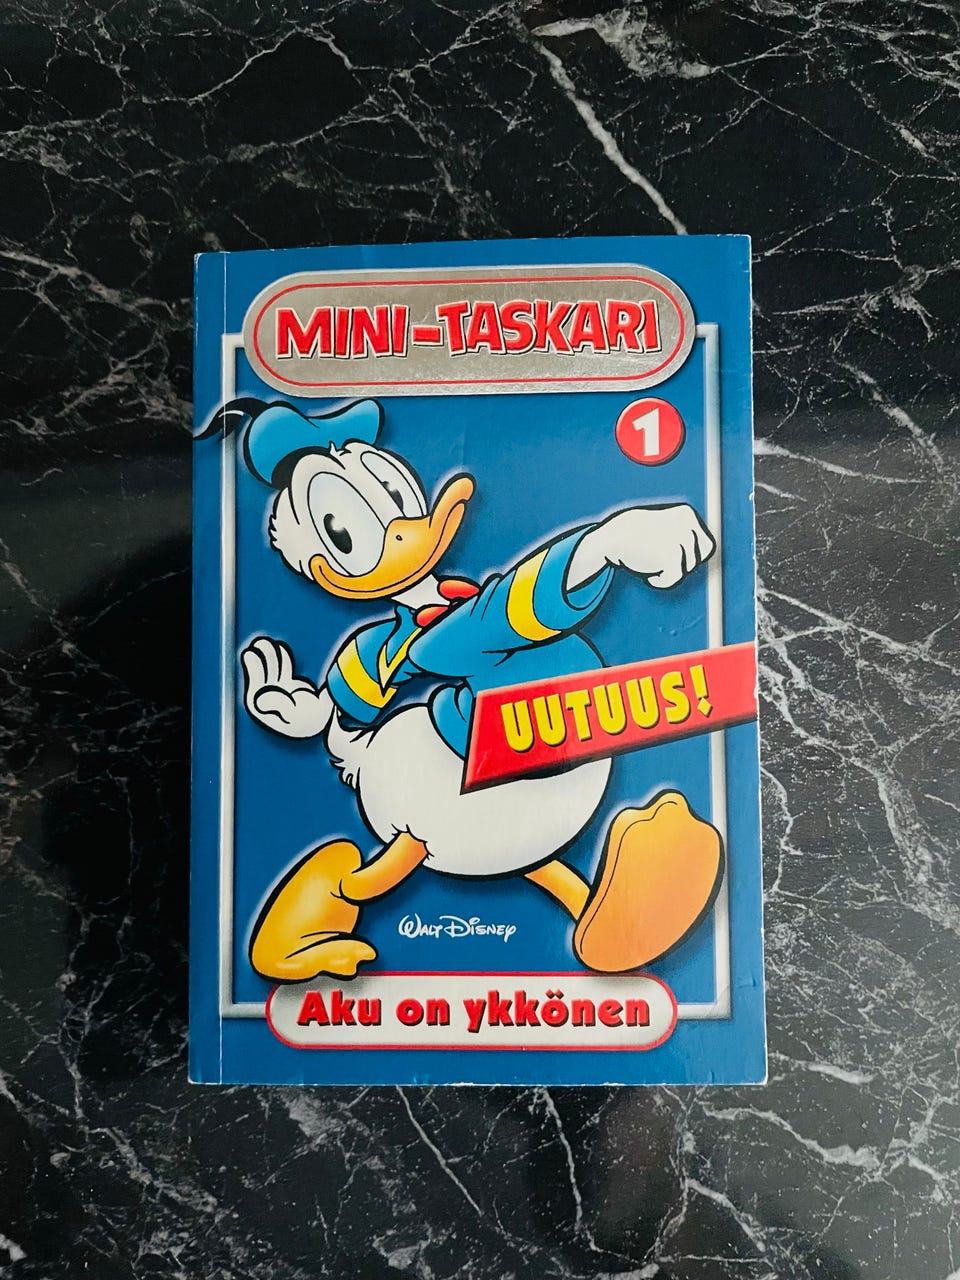 MINI-TASKARI
1
UUTUUS!
Walt Disney
Aku on ykkönen